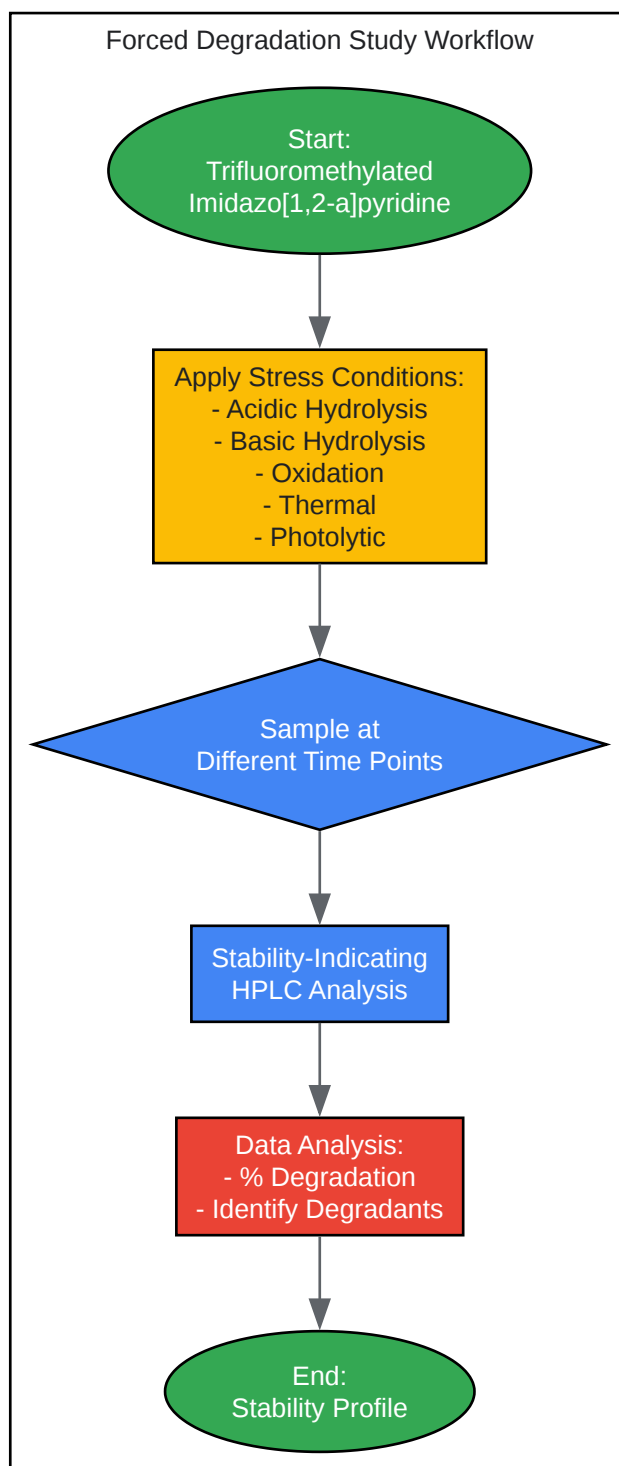 Forced Degradation Study Workflow
Start:
Trifluoromethylated
Imidazo[1,2-a]pyridine
Apply Stress Conditions:
- Acidic Hydrolysis
- Basic Hydrolysis
- Oxidation
- Thermal
- Photolytic
Sample at
Different Time Points
Stability-Indicating
HPLC Analysis
Data Analysis:
- % Degradation
- Identify Degradants
End:
Stability Profile